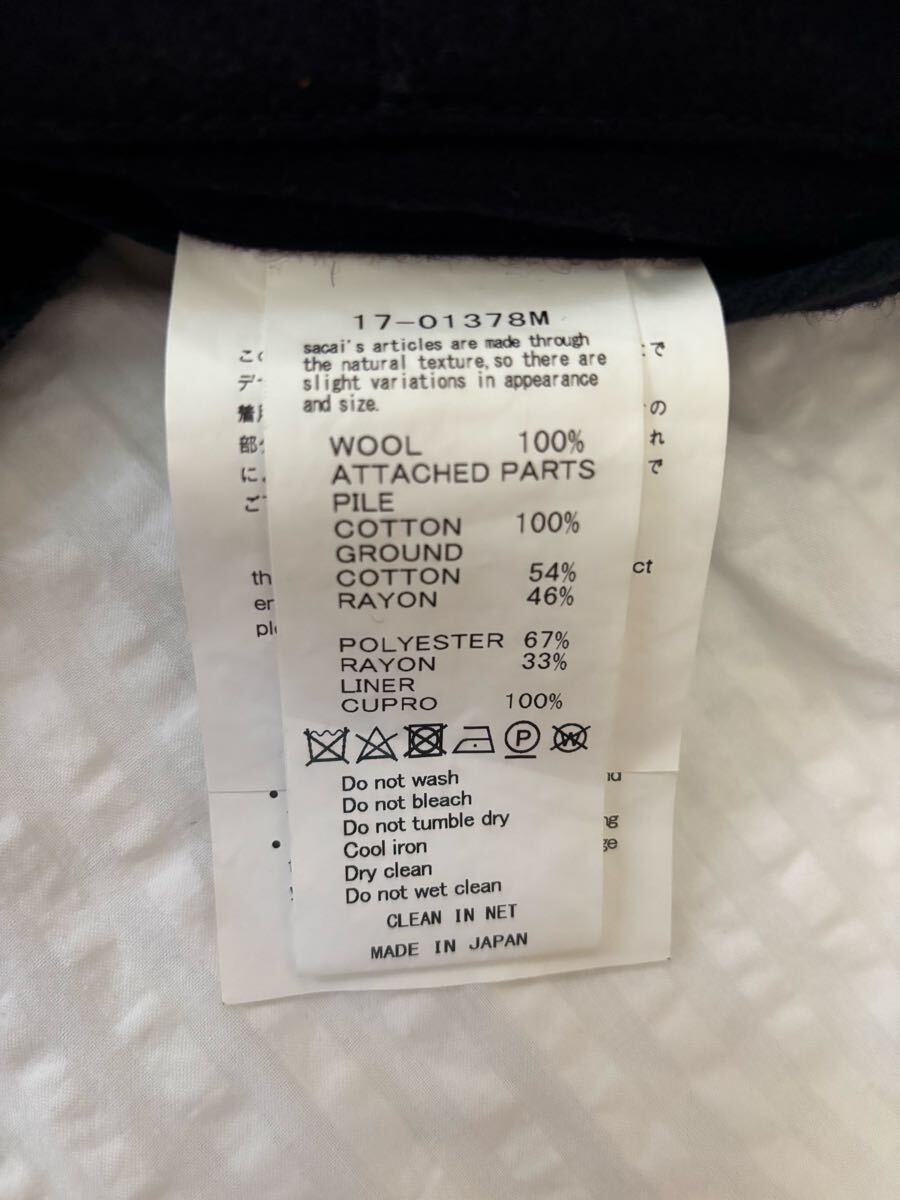 17-01378M
sacai's articles are made through
the natural texture, so there are
slight variations in appearance
and size.
WOOL 100%
ATTACHED PARTS
PILE
COTTON 100%
GROUND
COTTON 54%
RAYON 46%
POLYESTER 67%
RAYON 33%
LINER
CUPRO 100%
P W
Do not wash
Do not bleach
Do not tumble dry
Cool iron
Dry clean
Do not wet clean
CLEAN IN NET
MADE IN JAPAN